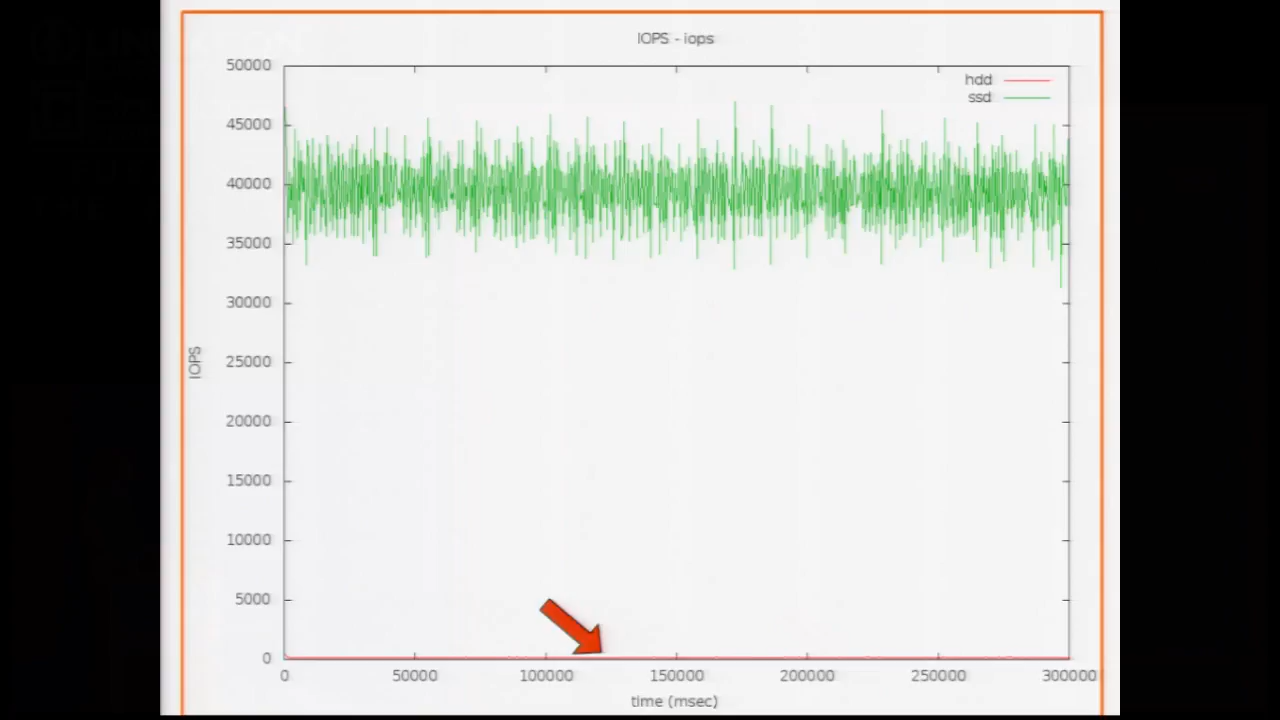 IOPS - iops
50000
hdd
ssd
45000
40000
35000
30000
25000
IOPS
20000
15000
10000
5000
0
0 50000 100000 150000 200000 250000 300000
time (msec)